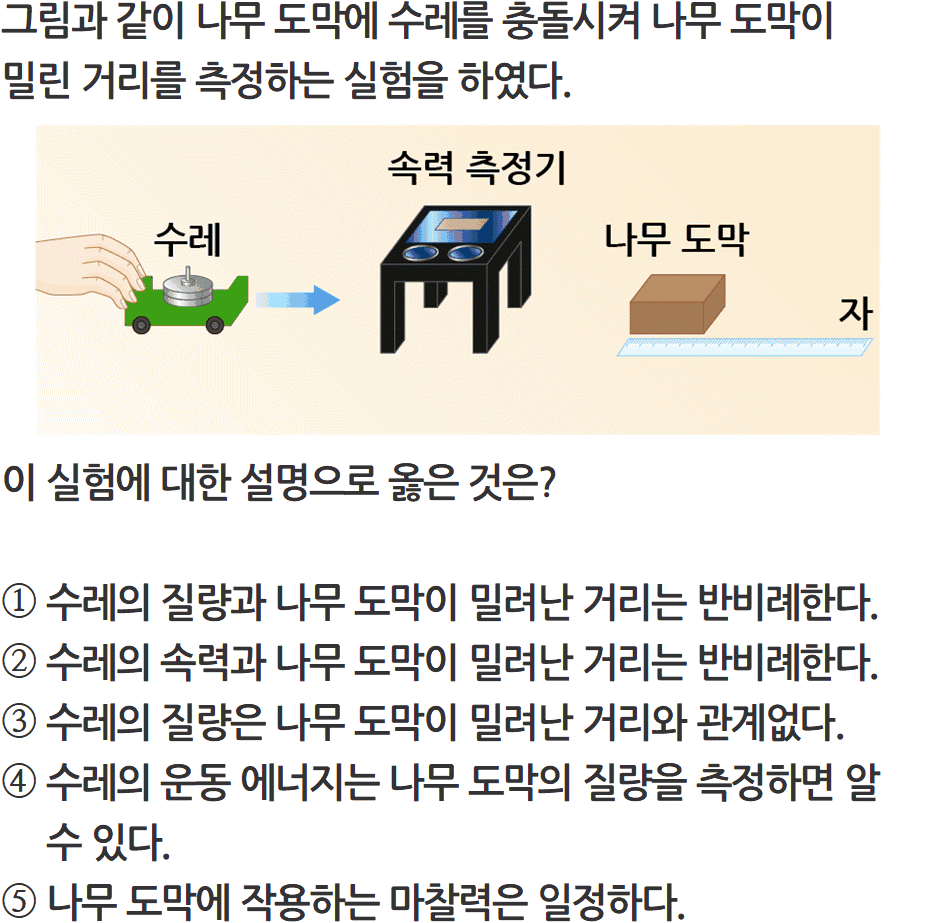 그림과 같이 나무 도막에 수레를 충돌시켜 나무 도막이
밀린 거리를 측정하는 실험을 하였다.
속력 측정기
수레
나무 도막
자
이 실험에 대한 설명으로 옳은 것은?
① 수레의 질량과 나무 도막이 밀려난 거리는 반비례한다.
② 수레의 속력과 나무 도막이 밀려난 거리는 반비례한다.
③ 수레의 질량은 나무 도막이 밀려난 거리와 관계없다.
④ 수레의 운동 에너지는 나무 도막의 질량을 측정하면 알
수 있다.
⑤ 나무 도막에 작용하는 마찰력은 일정하다.